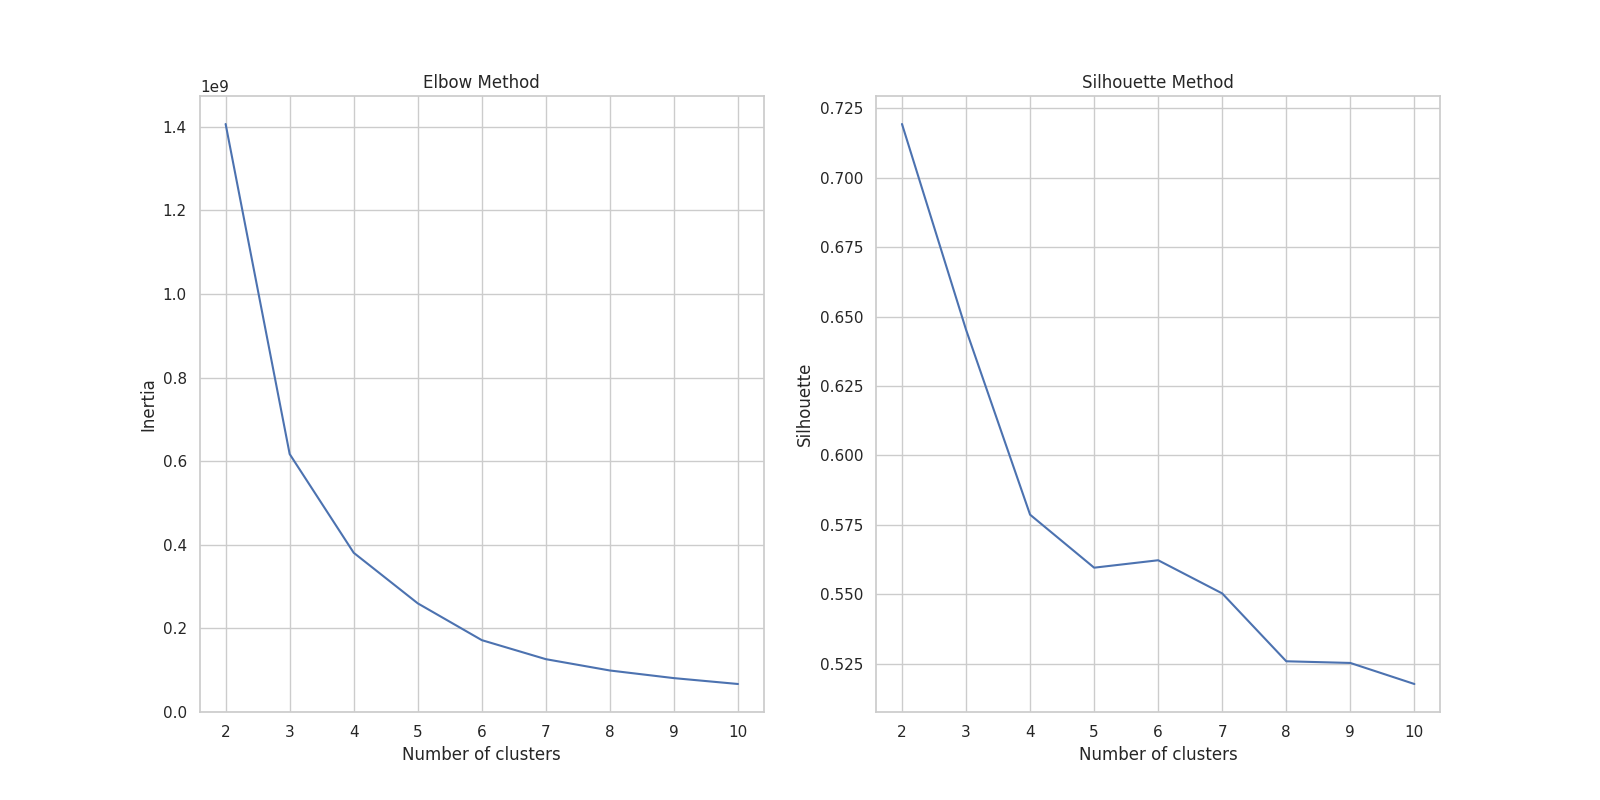 Elbow Method
1e9
1.4
1.2
1.0
0.8
0.6
0.4
0.2
0.0
Inertia
2 3 4 5 6 7 8 9 10
Number of clusters
Silhouette Method
0.725
0.700
0.675
0.650
0.625
0.600
0.575
0.550
0.525
Silhouette
2 3 4 5 6 7 8 9 10
Number of clusters